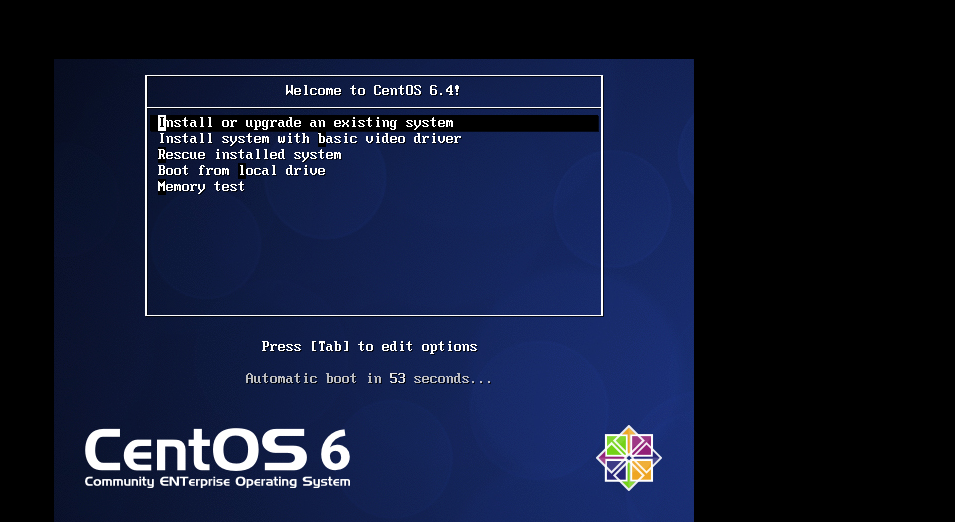 Welcome to CentOS 6.4!
Install or upgrade an existing system
Install system with basic video driver
Rescue installed system
Boot from local drive
Memory test
Press [Tab] to edit options
Automatic boot in 53 seconds...
CentOS 6
Community ENTerprise Operating System